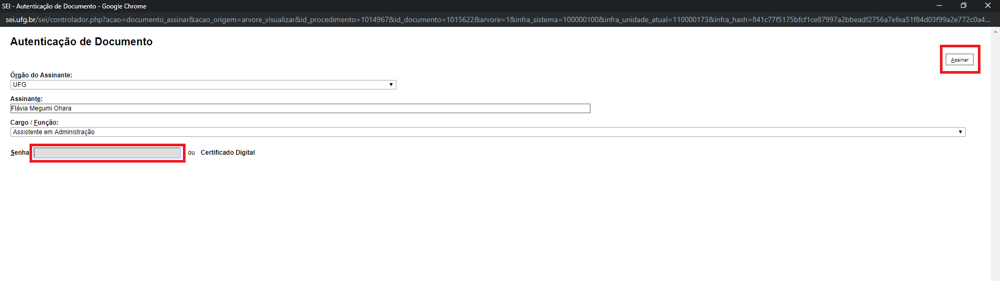 SEI - Autenticação de Documento - Google Chrome
sei.ufg.br/sei/controlador.php?acao=documento_assinar&acao_origem=arvore_visualizar&id_procedimento=1014967&id_documento=1015622&arvore=1&infra_sistema=100000100&infra_unidade_atual=110000173&infra_hash=841c77f5175bfcf1ce87997a2bbeadf2756a7efea51f84d03f99a2e772c0a4...
Autenticação de Documento
Assinar
Órgão do Assinante:
UFG
Assinante:
Flávia Megumi Ohara
Cargo / Função:
Assistente em Administração
Senha ou Certificado Digital